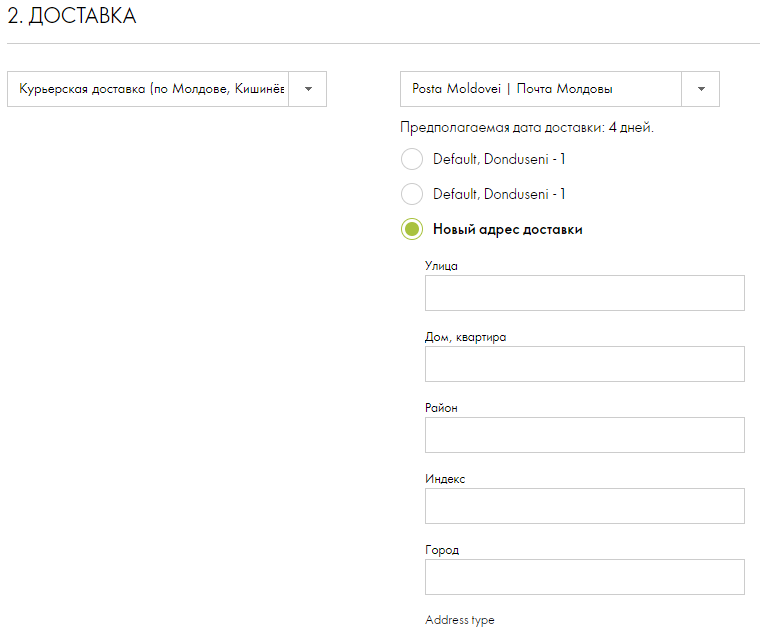 2. ДОСТАВКА
Курьерская доставка (по Молдове, Кишинёв
Posta Moldovei | Почта Молдовы
Предполагаемая дата доставки: 4 дней.
Default, Donduseni - 1
Default, Donduseni - 1
Новый адрес доставки
Улица
Дом, квартира
Район
Индекс
Город
Address type